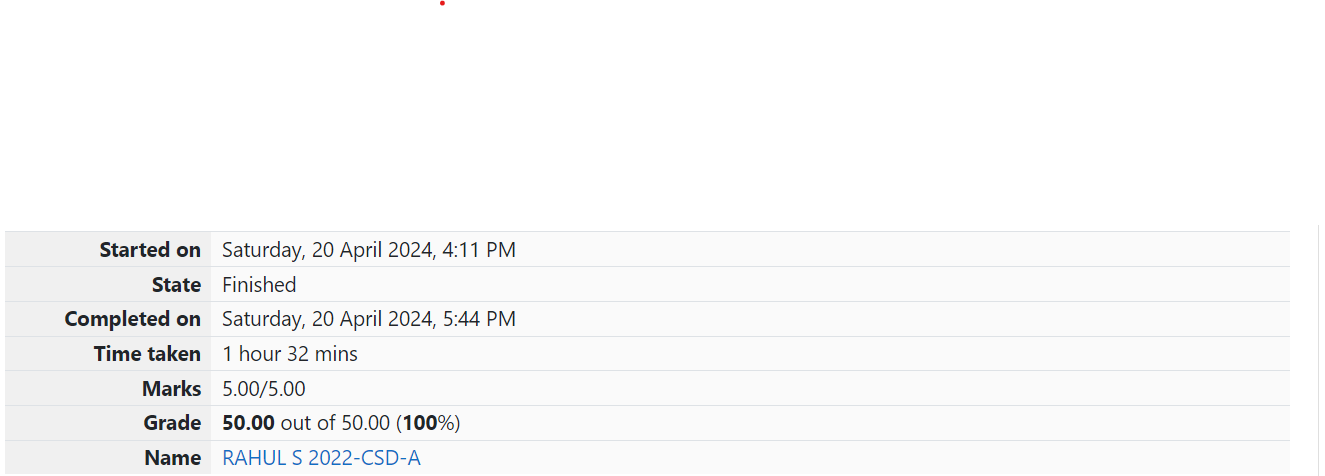 Started on Saturday, 20 April 2024, 4:11 PM
State Finished
Completed on Saturday, 20 April 2024, 5:44 PM
Time taken 1 hour 32 mins
Marks 5.00/5.00
Grade 50.00 out of 50.00 (100%)
Name RAHUL S 2022-CSD-A